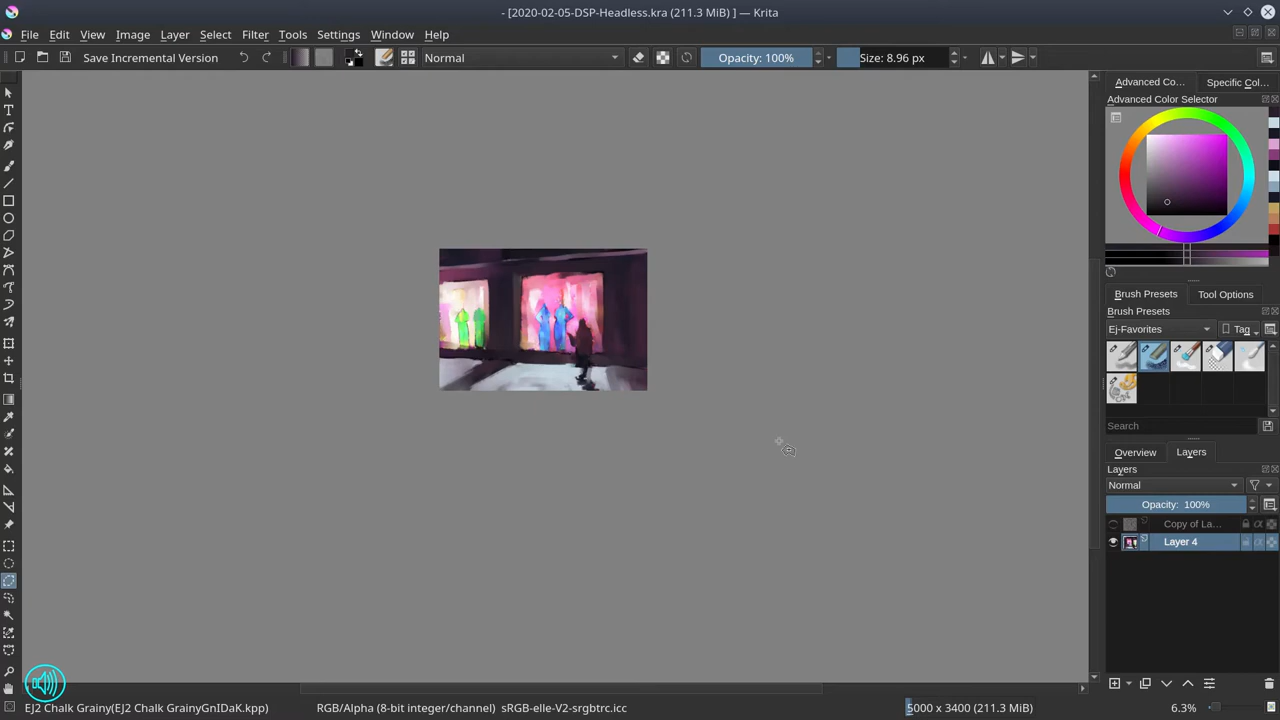 - [2020-02-05-DSP-Headless.kra (211.3 MiB) ] — Krita
File Edit View Image Layer Select Filter Tools Settings Window Help
Save Incremental Version Normal Opacity: 100% Size: 8.96 px
Advanced Co... Specific Col...
Advanced Color Selector
Brush Presets Tool Options
Brush Presets
Ej-Favorites Tag
Search
Overview Layers
Layers
Normal
Opacity: 100%
Copy of La...
Layer 4
EJ2 Chalk Grainy(EJ2 Chalk GrainyGnIDaK.kpp) RGB/Alpha (8-bit integer/channel) sRGB-elle-V2-srgbtrc.icc 5000 x 3400 (211.3 MiB) 6.3%